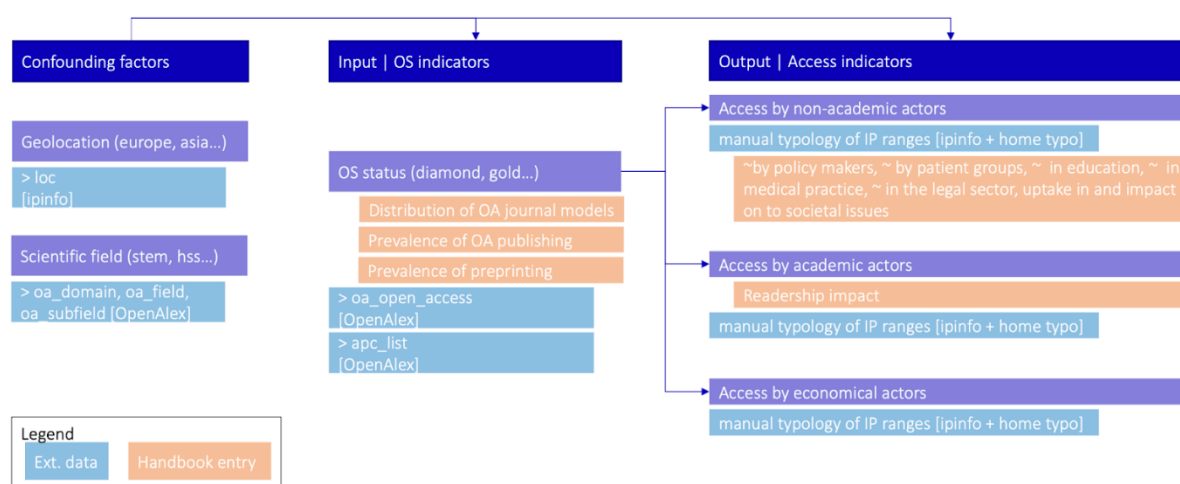 Confounding factors
Geolocation (europe, asia...)
> loc
[ipinfo]
Scientific field (stem, hss...)
> oa_domain, oa_field,
oa_subfield [OpenAlex]
Input | OS indicators
OS status (diamond, gold...)
Distribution of OA journal models
Prevalence of OA publishing
Prevalence of preprinting
> oa_open_access
[OpenAlex]
> apc_list
[OpenAlex]
Output | Access indicators
Access by non-academic actors
manual typology of IP ranges [ipinfo + home typo]
~by policy makers, ~ by patient groups, ~ in education, ~ in
medical practice, ~ in the legal sector, uptake in and impact
on to societal issues
Access by academic actors
Readership impact
manual typology of IP ranges [ipinfo + home typo]
Access by economical actors
manual typology of IP ranges [ipinfo + home typo]
Legend
Ext. data
Handbook entry